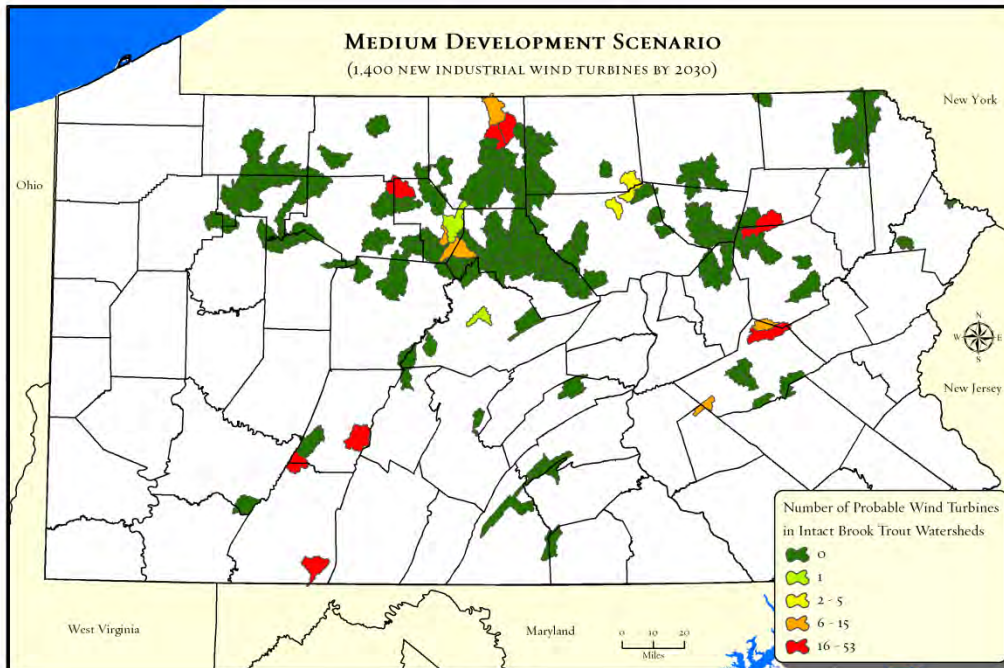 Medium Development Scenario
(1,400 new industrial wind turbines by 2030)
New York
Ohio
N
W E
S
New Jersey
Number of Probable Wind Turbines
in Intact Brook Trout Watersheds
0
1
2 - 5
6 - 15
16 - 53
West Virginia
Maryland
0 10 20
Miles